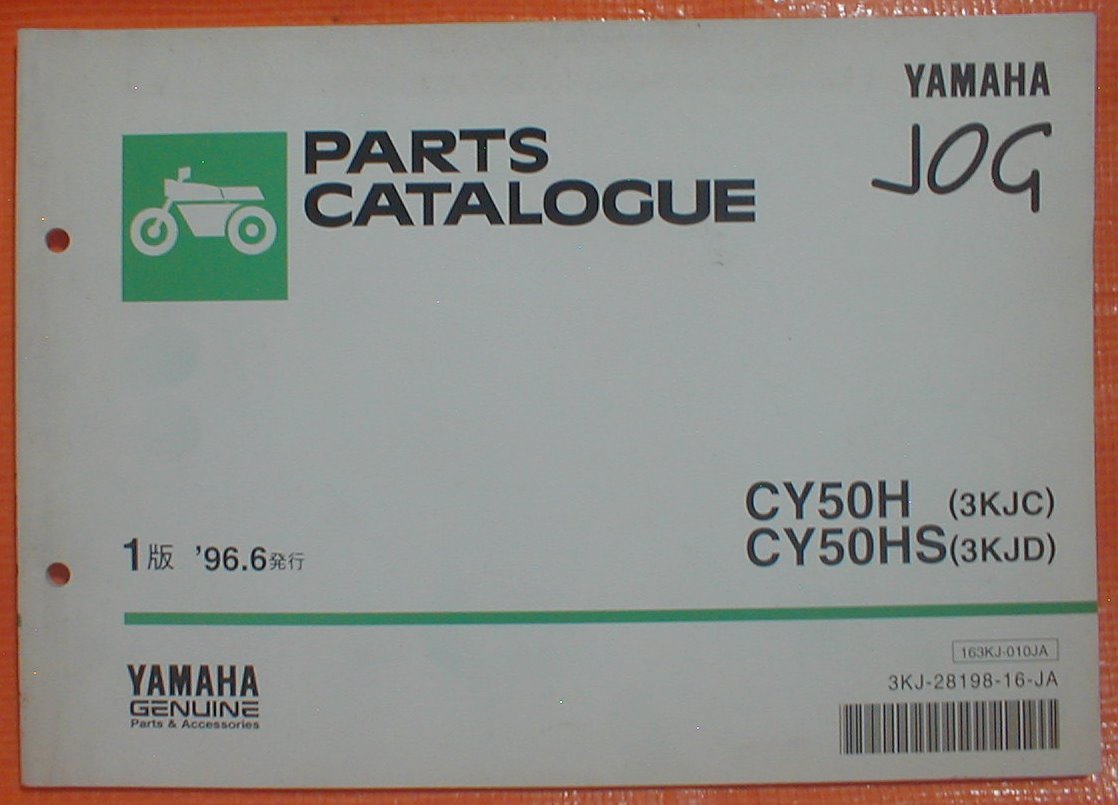 YAMAHA
JOG
PARTS
CATALOGUE
CY50H (3KJC)
CY50HS(3KJD)
1版 '96.6発行
163KJ-010JA
3KJ-28198-16-JA
YAMAHA
GENUINE
Parts & Accessories